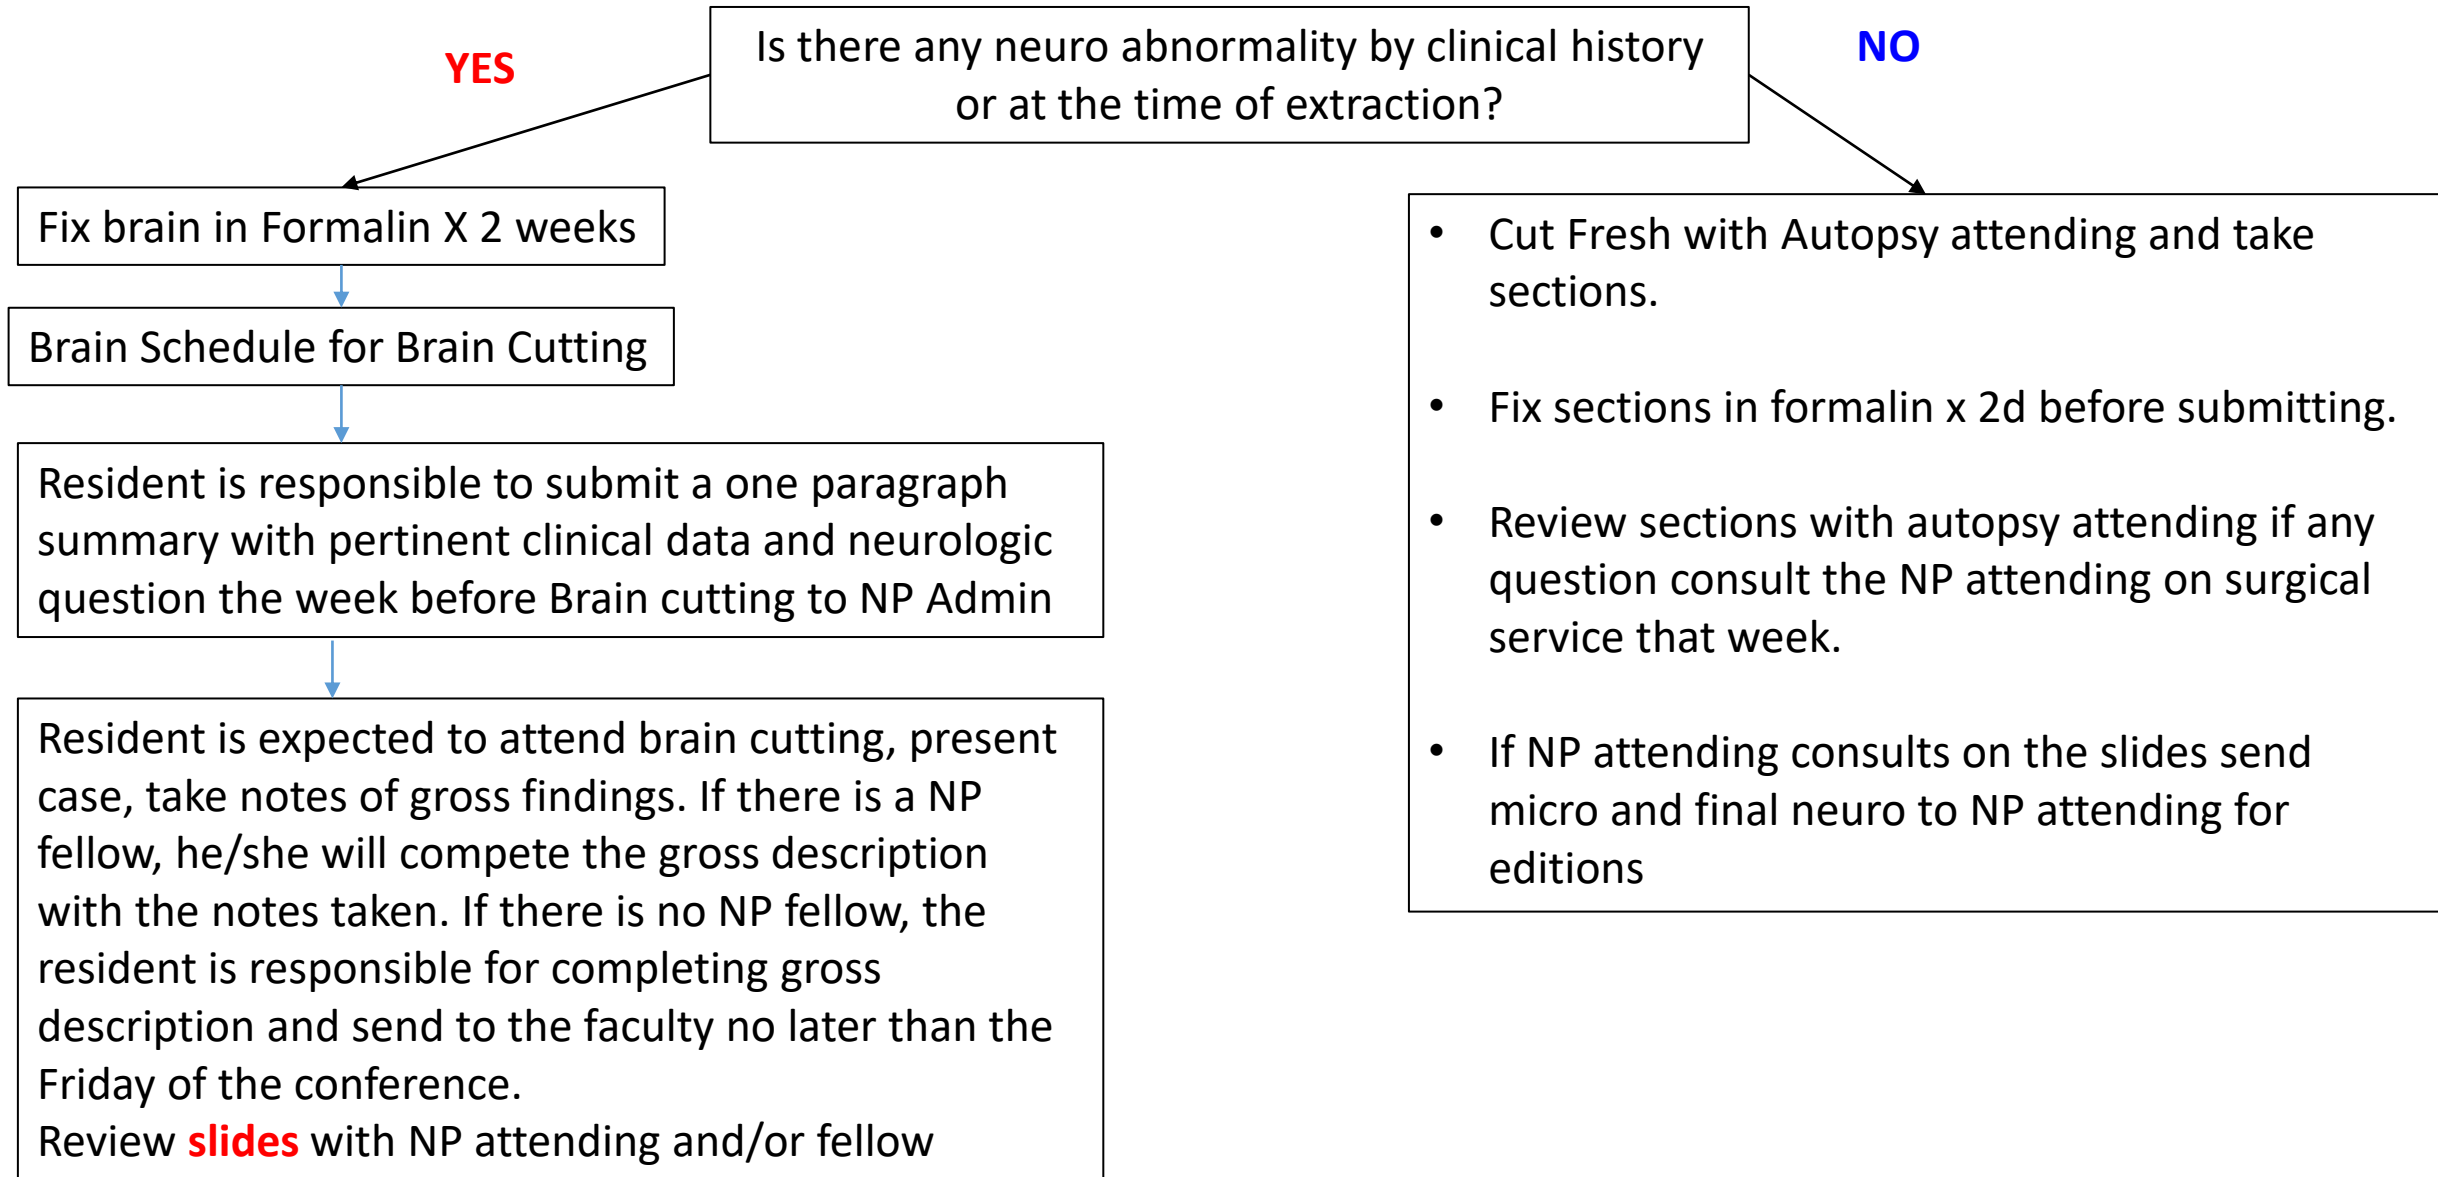 Is there any neuro abnormality by clinical history
or at the time of extraction?
YES
NO
Fix brain in Formalin X 2 weeks
Brain Schedule for Brain Cutting
Resident is responsible to submit a one paragraph
summary with pertinent clinical data and neurologic
question the week before Brain cutting to NP Admin
Resident is expected to attend brain cutting, present
case, take notes of gross findings. If there is a NP
fellow, he/she will compete the gross description
with the notes taken. If there is no NP fellow, the
resident is responsible for completing gross
description and send to the faculty no later than the
Friday of the conference.
Review slides with NP attending and/or fellow
• Cut Fresh with Autopsy attending and take
sections.
• Fix sections in formalin x 2d before submitting.
• Review sections with autopsy attending if any
question consult the NP attending on surgical
service that week.
• If NP attending consults on the slides send
micro and final neuro to NP attending for
editions